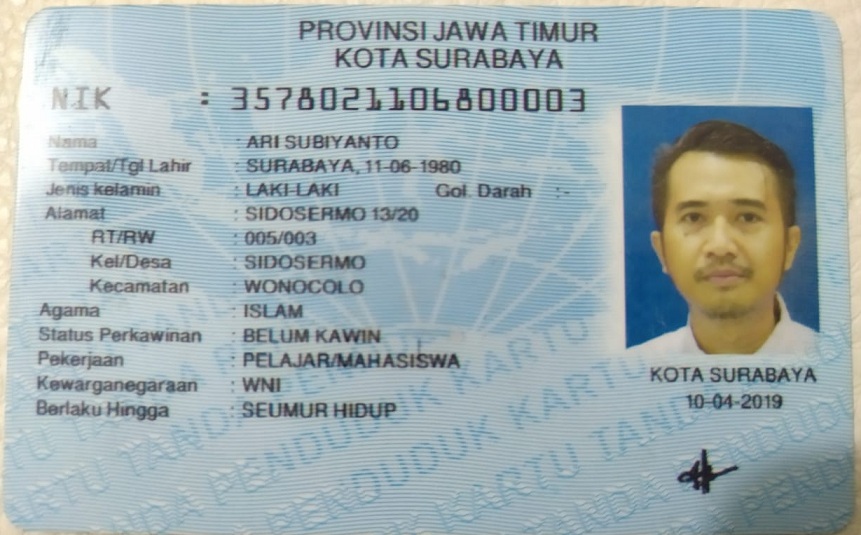 PROVINSI JAWA TIMUR
KOTA SURABAYA
NIK : 3578021106800003
Nama : ARI SUBIYANTO
Tempat/Tgl Lahir : SURABAYA, 11-06-1980
Jenis kelamin : LAKI-LAKI Gol. Darah : -
Alamat : SIDOSERMO 13/20
RT/RW : 005/003
Kel/Desa : SIDOSERMO
Kecamatan : WONOCOLO
Agama : ISLAM
Status Perkawinan : BELUM KAWIN
Pekerjaan : PELAJAR/MAHASISWA
Kewarganegaraan : WNI
Berlaku Hingga : SEUMUR HIDUP
KOTA SURABAYA
10-04-2019
KARTU TANDA PENDUDUK